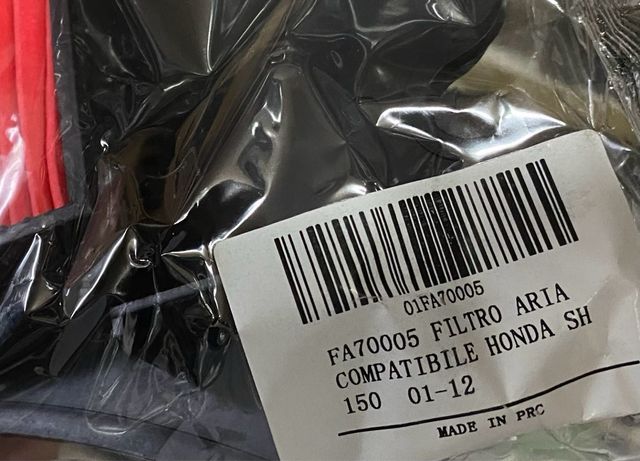 01FA70005
FA70005 FILTRO ARIA
COMPATIBILE HONDA SH
150 01-12
MADE IN PRC